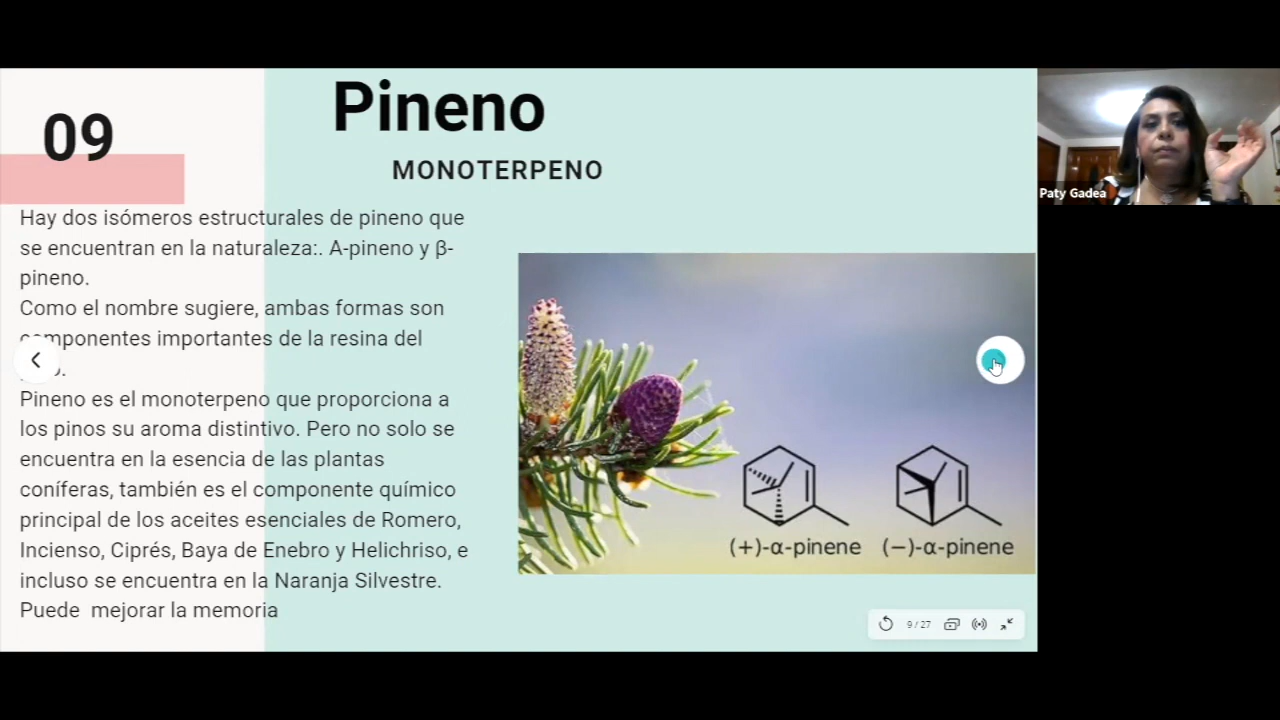 09
Pineno
MONOTERPENO
Hay dos isómeros estructurales de pineno que
se encuentran en la naturaleza:. A-pineno y β-
pineno.
Como el nombre sugiere, ambas formas son
componentes importantes de la resina del
Pineno es el monoterpeno que proporciona a
los pinos su aroma distintivo. Pero no solo se
encuentra en la esencia de las plantas
coníferas, también es el componente químico
principal de los aceites esenciales de Romero,
Incienso, Ciprés, Baya de Enebro y Helichriso, e
incluso se encuentra en la Naranja Silvestre.
Puede  mejorar la memoria
(+)-α-pinene (−)-α-pinene
9 / 27
Paty Gadea